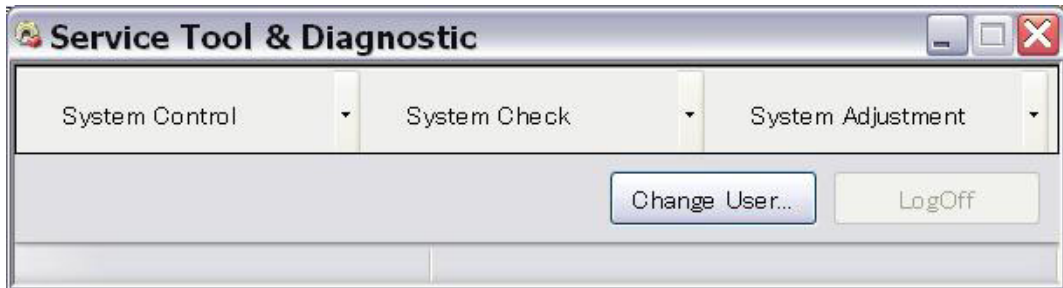 Service Tool & Diagnostic
System Control System Check System Adjustment
Change User... LogOff